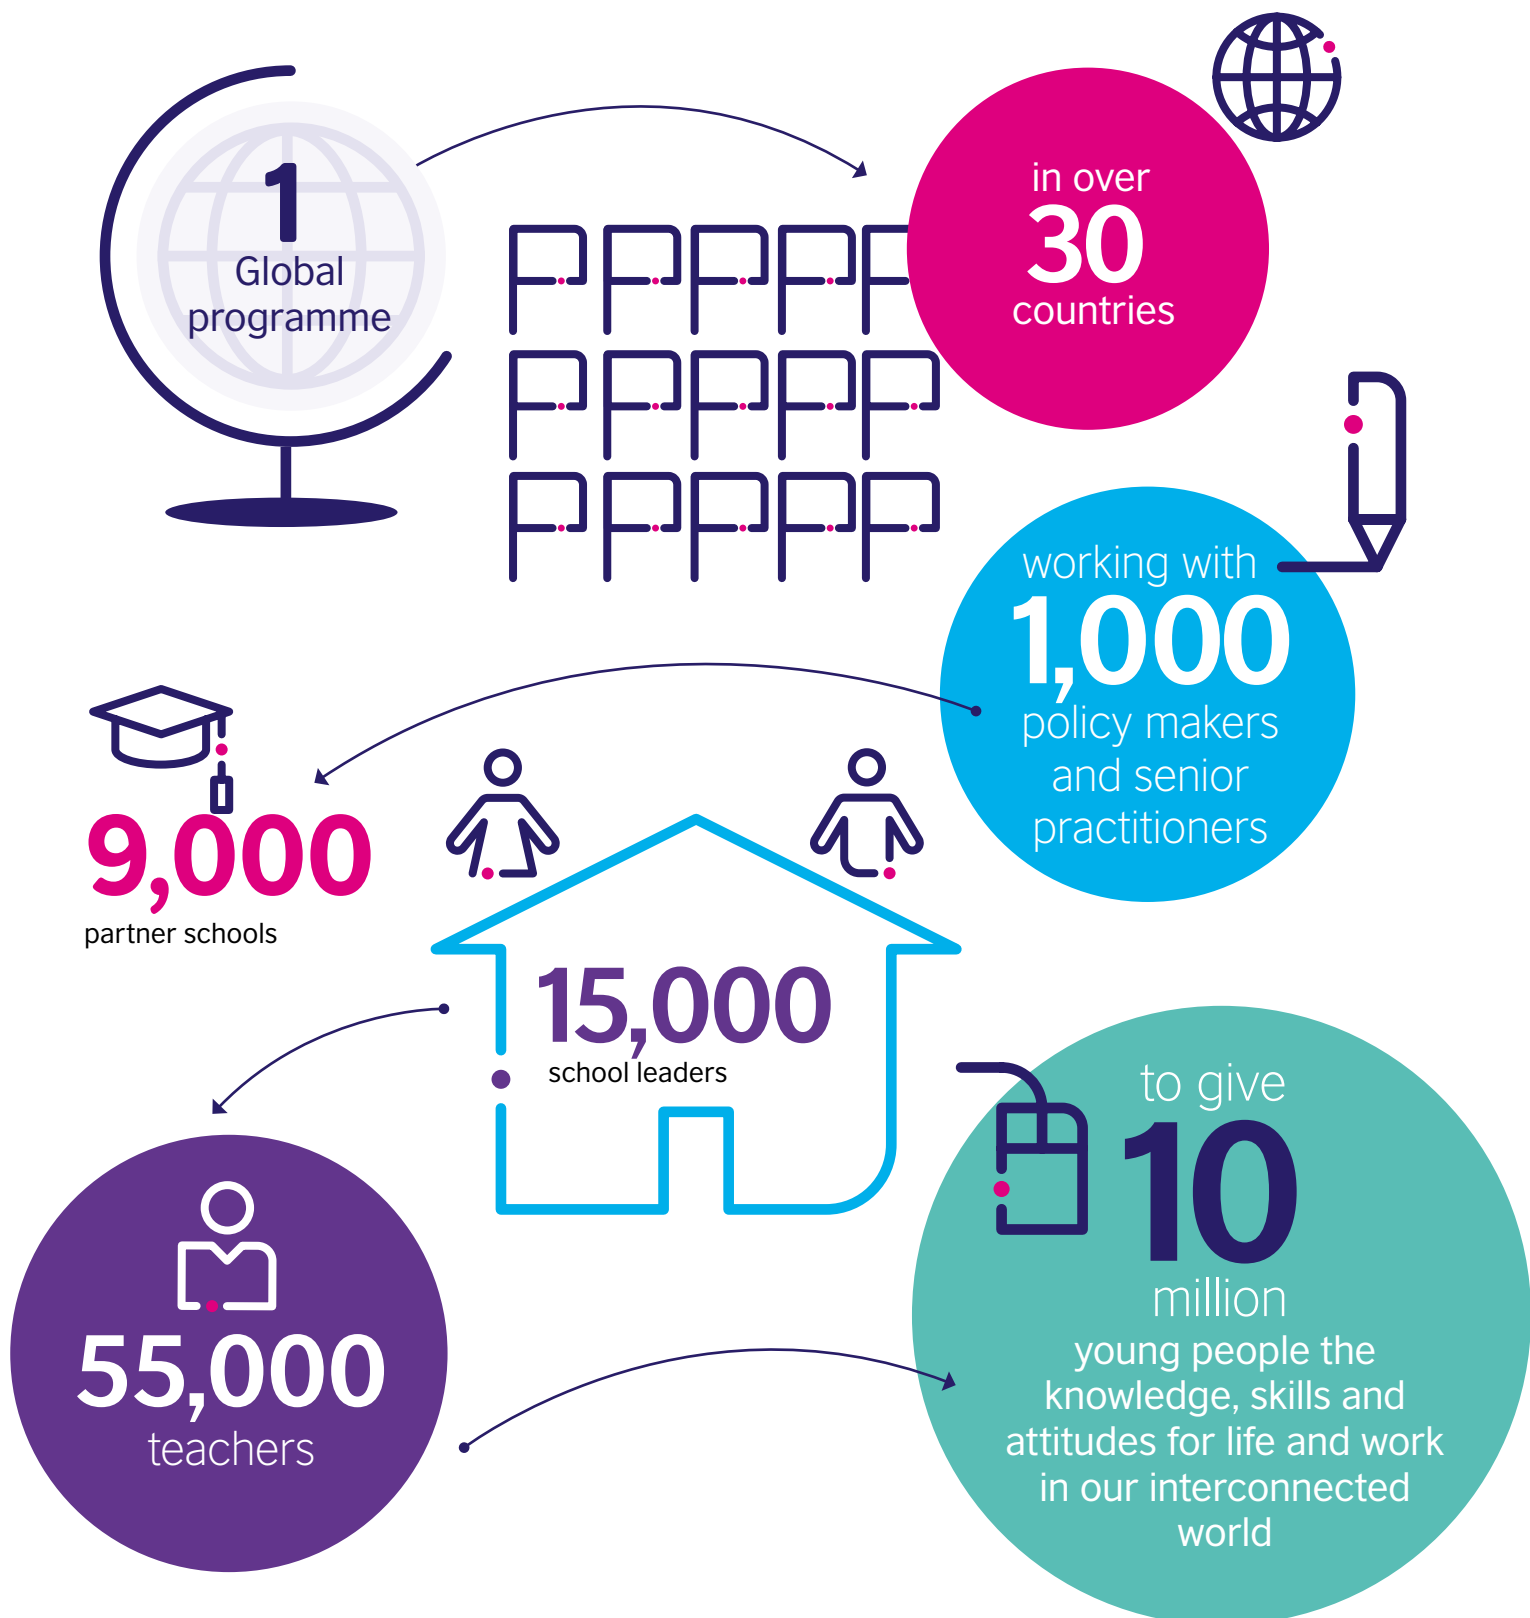 1
Global
programme
in over
30
countries
working with
1,000
policy makers
and senior
practitioners
9,000
partner schools
15,000
school leaders
55,000
teachers
to give
10
million
young people the
knowledge, skills and
attitudes for life and work
in our interconnected
world